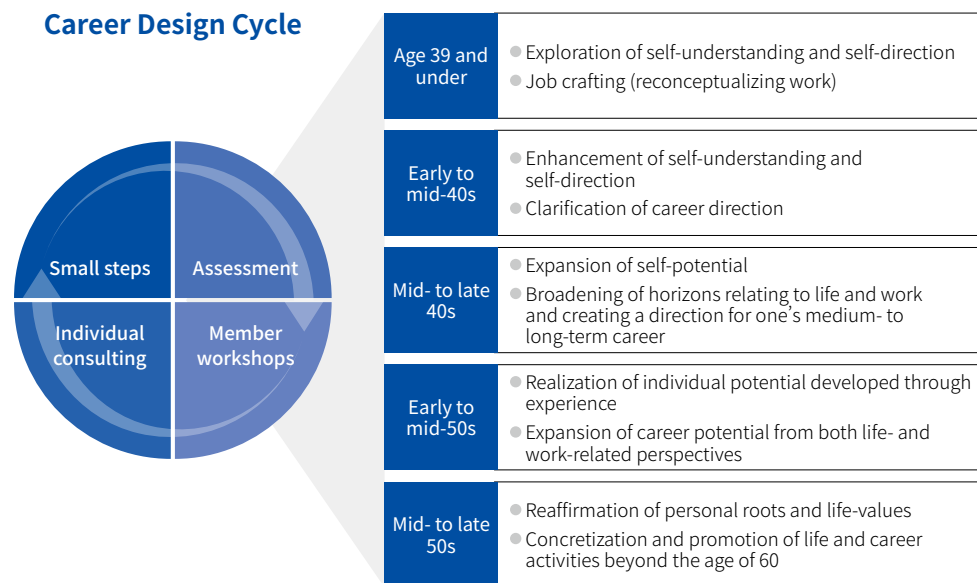 Career Design Cycle
Small steps
Assessment
Individual
consulting
Member
workshops
Age 39 and
under
● Exploration of self-understanding and self-direction
● Job crafting (reconceptualizing work)
Early to
mid-40s
● Enhancement of self-understanding and
self-direction
● Clarification of career direction
Mid- to late
40s
● Expansion of self-potential
● Broadening of horizons relating to life and work
and creating a direction for one’s medium- to
long-term career
Early to
mid-50s
● Realization of individual potential developed through
experience
● Expansion of career potential from both life- and
work-related perspectives
Mid- to late
50s
● Reaffirmation of personal roots and life-values
● Concretization and promotion of life and career
activities beyond the age of 60